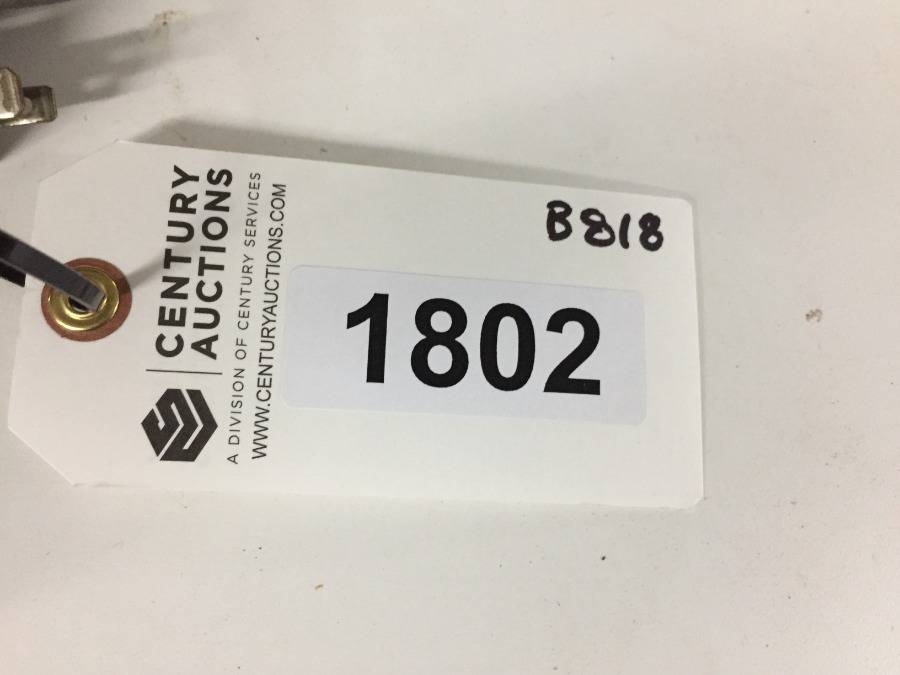 CENTURY
AUCTIONS
A DIVISION OF CENTURY SERVICES
WWW.CENTURYAUCTIONS.COM
B818
1802